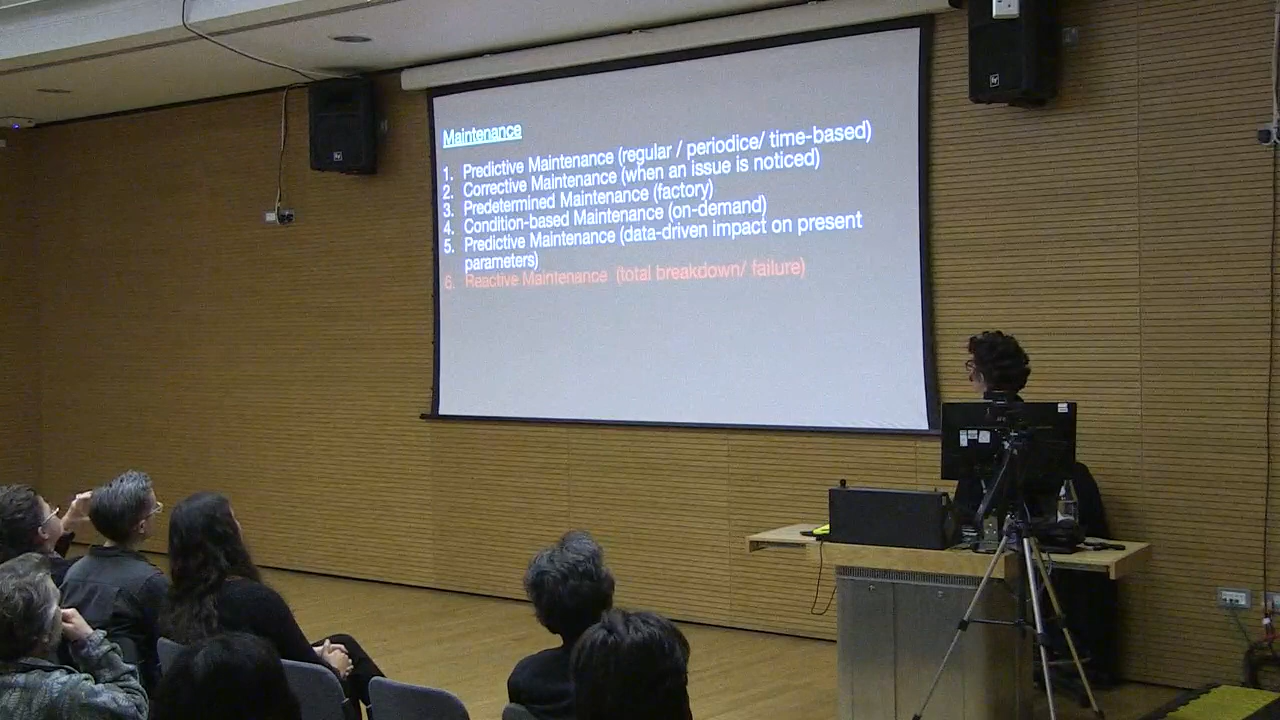 Maintenance
1. Predictive Maintenance (regular / periodice/ time-based)
2. Corrective Maintenance (when an issue is noticed)
3. Predetermined Maintenance (factory)
4. Condition-based Maintenance (on-demand)
5. Predictive Maintenance (data-driven impact on present
parameters)
6. Reactive Maintenance (total breakdown/ failure)